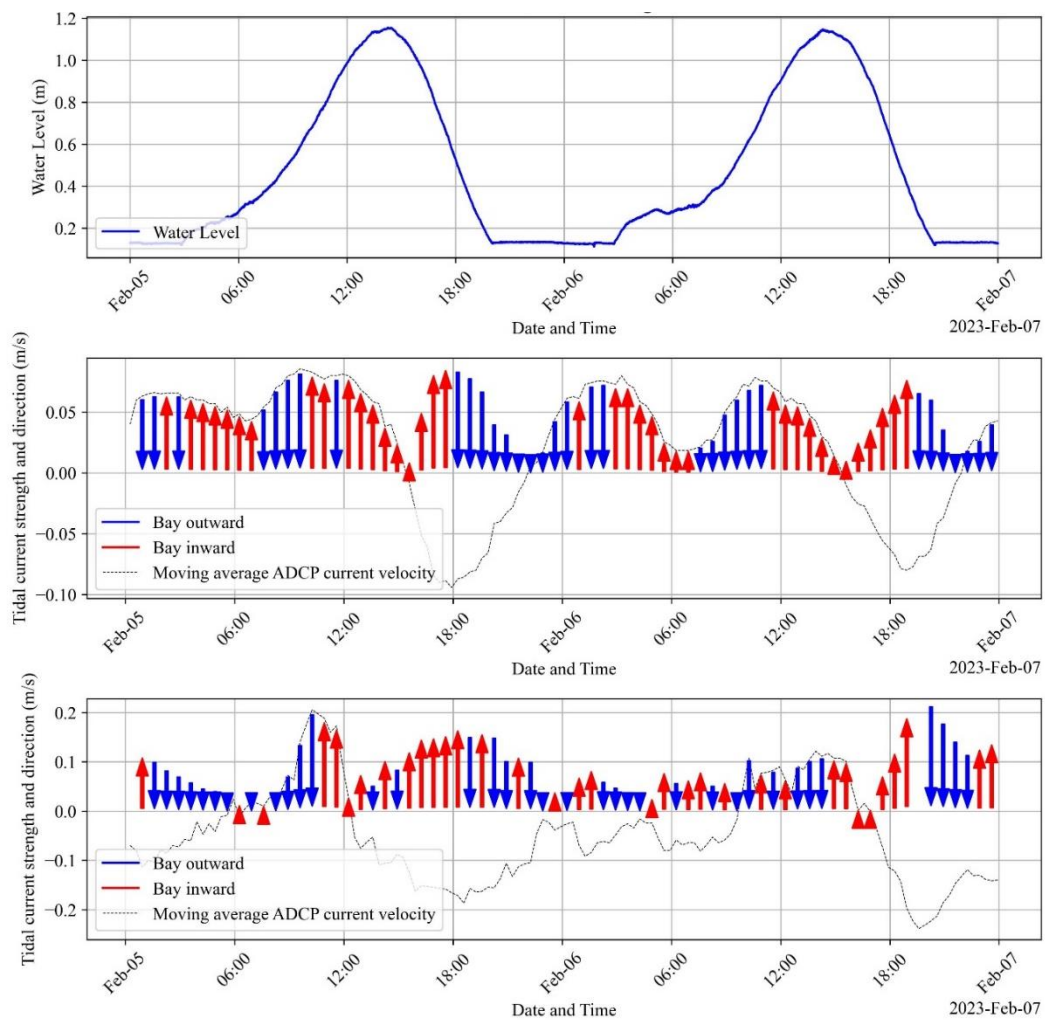 1.2
1.0
0.8
0.6
0.4
0.2
Water Level (m)
Water Level
Feb-05
06:00
12:00
18:00
Feb-06
06:00
12:00
18:00
Feb-07
Date and Time
2023-Feb-07
Tidal current strength and direction (m/s)
0.05
0.00
−0.05
−0.10
Bay outward
Bay inward
Moving average ADCP current velocity
Feb-05
06:00
12:00
18:00
Feb-06
06:00
12:00
18:00
Feb-07
Date and Time
2023-Feb-07
Tidal current strength and direction (m/s)
0.2
0.1
0.0
−0.1
−0.2
Bay outward
Bay inward
Moving average ADCP current velocity
Feb-05
06:00
12:00
18:00
Feb-06
06:00
12:00
18:00
Feb-07
Date and Time
2023-Feb-07